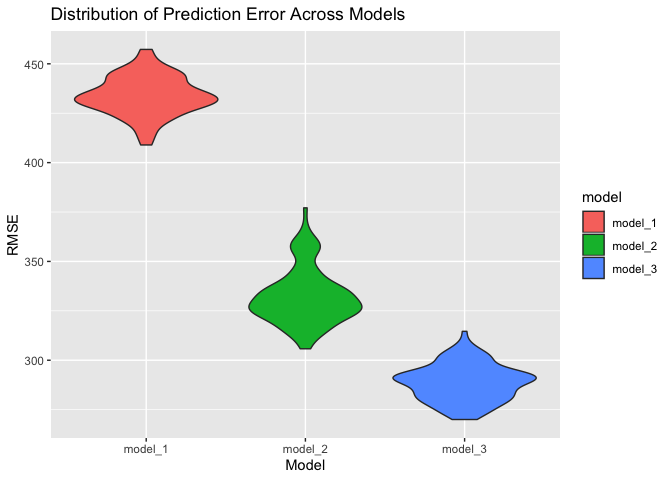 Distribution of Prediction Error Across Models
450
400
350
300
RMSE
model_1 model_2 model_3
Model
model
model_1
model_2
model_3